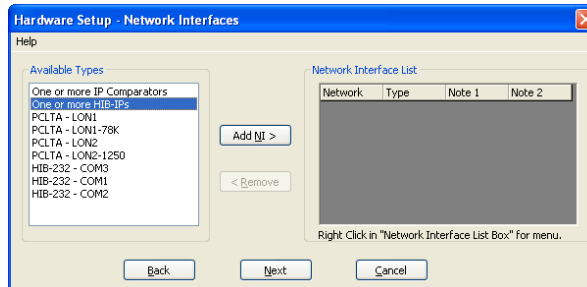 Hardware Setup - Network Interfaces
Help
Available Types
One or more IP Comparators
One or more HIB-IPs
PCLTA - LON1
PCLTA - LON1-78K
PCLTA - LON2
PCLTA - LON2-1250
HIB-232 - COM3
HIB-232 - COM1
HIB-232 - COM2
Add NI >
< Remove
Network Interface List
Network Type Note 1 Note 2
Right Click in "Network Interface List Box" for menu.
Back Next Cancel